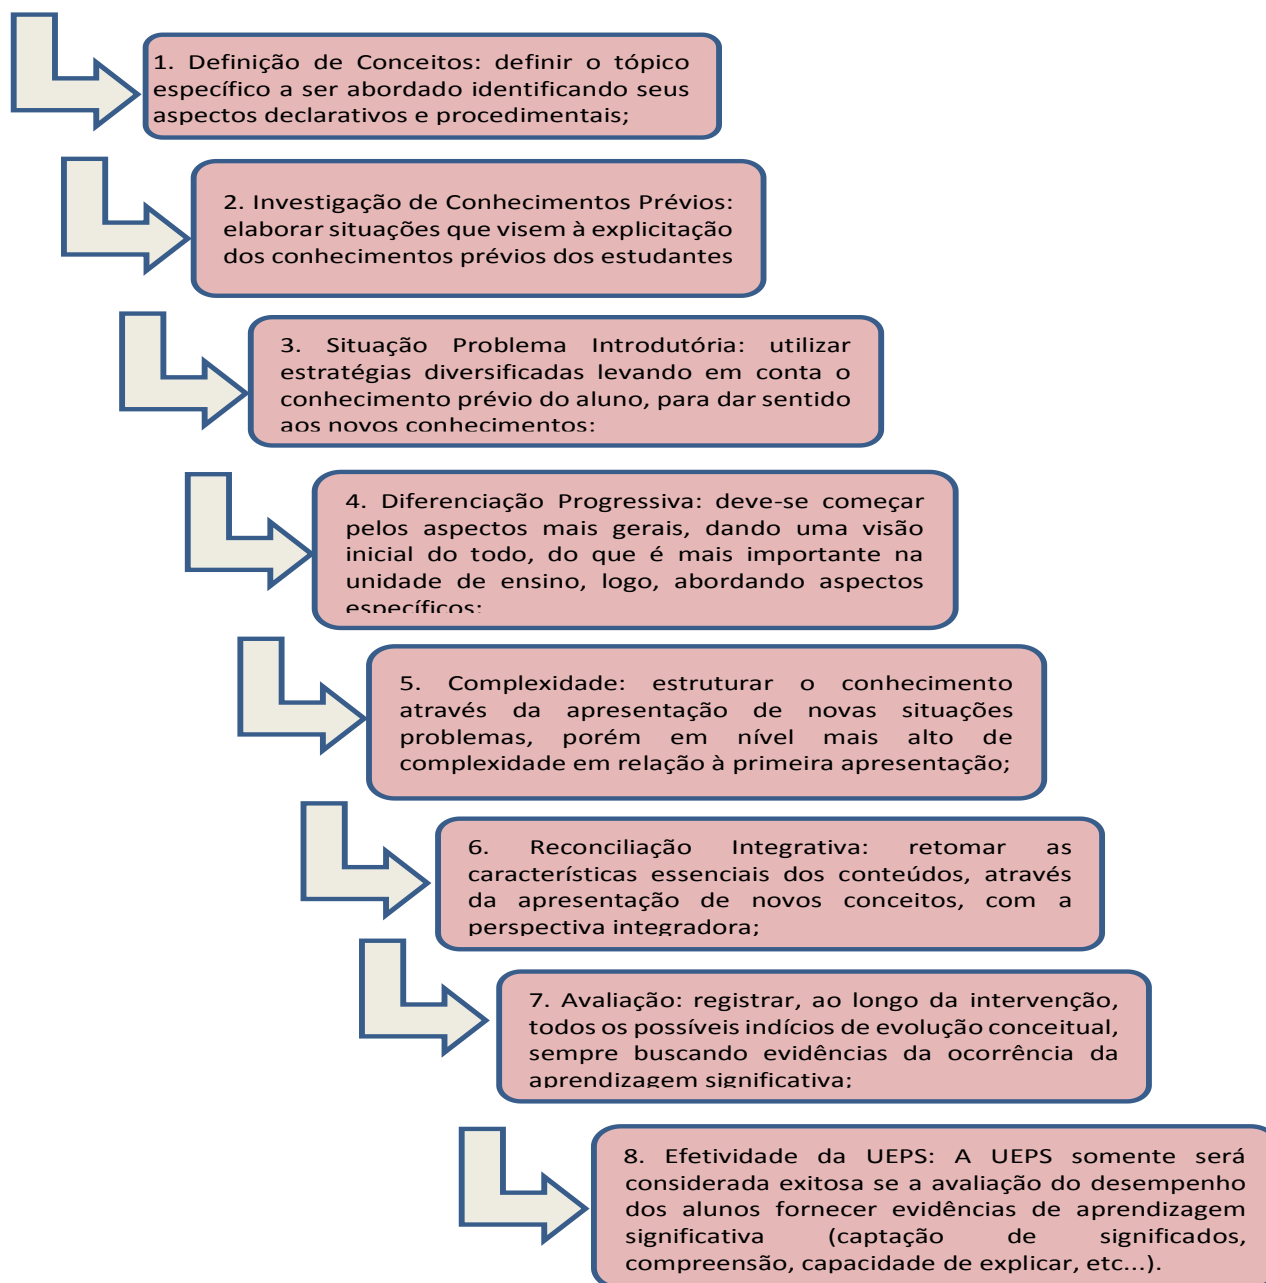 1. Definição de Conceitos: definir o tópico
específico a ser abordado identificando seus
aspectos declarativos e procedimentais;
2. Investigação de Conhecimentos Prévios:
elaborar situações que visem à explicitação
dos conhecimentos prévios dos estudantes
3. Situação Problema Introdutória: utilizar
estratégias diversificadas levando em conta o
conhecimento prévio do aluno, para dar sentido
aos novos conhecimentos:
4. Diferenciação Progressiva: deve-se começar
pelos aspectos mais gerais, dando uma visão
inicial do todo, do que é mais importante na
unidade de ensino, logo, abordando aspectos
específicos:
5. Complexidade: estruturar o conhecimento
através da apresentação de novas situações
problemas, porém em nível mais alto de
complexidade em relação à primeira apresentação;
6. Reconciliação Integrativa: retomar as
características essenciais dos conteúdos, através
da apresentação de novos conceitos, com a
perspectiva integradora;
7. Avaliação: registrar, ao longo da intervenção,
todos os possíveis indícios de evolução conceitual,
sempre buscando evidências da ocorrência da
aprendizagem significativa;
8. Efetividade da UEPS: A UEPS somente será
considerada exitosa se a avaliação do desempenho
dos alunos fornecer evidências de aprendizagem
significativa (captação de significados,
compreensão, capacidade de explicar, etc...).